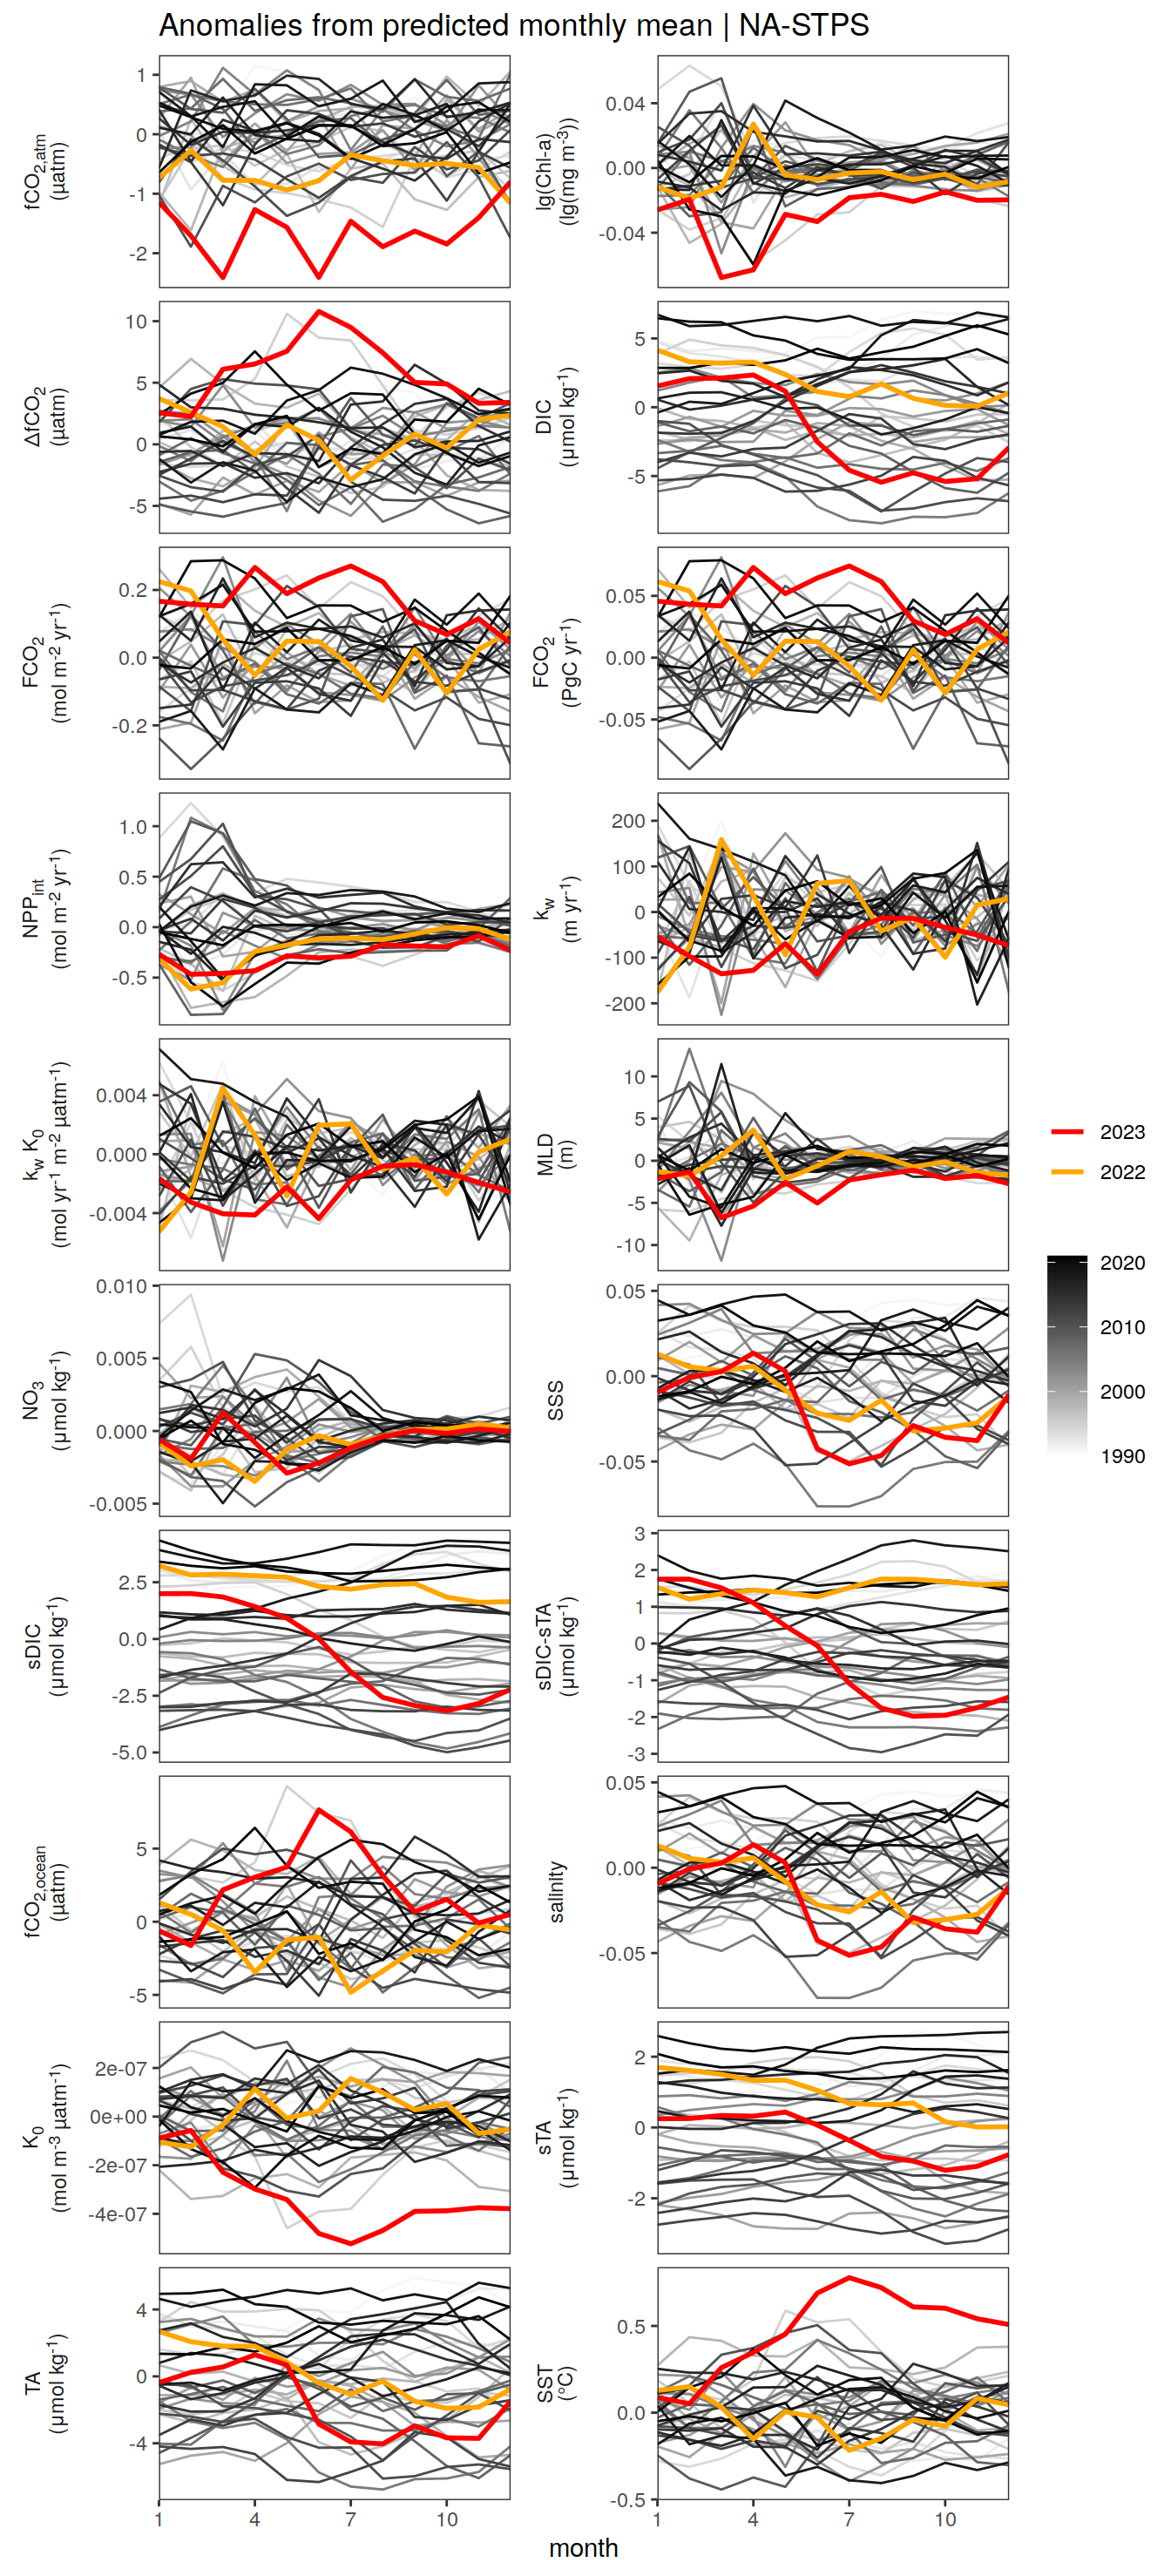 Anomalies from predicted monthly mean | NA-STPS
fCO2,atm
(µatm)
1
0
-1
-2
lg(Chl-a)
(lg(mg m-3))
0.04
0.00
-0.04
ΔfCO2
(µatm)
10
5
0
-5
DIC
(µmol kg-1)
5
0
-5
FCO2
(mol m-2 yr-1)
0.2
0.0
-0.2
FCO2
(PgC yr-1)
0.05
0.00
-0.05
NPPint
(mol m-2 yr-1)
1.0
0.5
0.0
-0.5
kw
(m yr-1)
200
100
0
-100
-200
kw K0
(mol yr-1 m-2 µatm-1)
0.004
0.000
-0.004
MLD
(m)
10
5
0
-5
-10
NO3
(µmol kg-1)
0.010
0.005
0.000
-0.005
SSS
0.05
0.00
-0.05
sDIC
(µmol kg-1)
2.5
0.0
-2.5
-5.0
sDIC-sTA
(µmol kg-1)
3
2
1
0
-1
-2
-3
fCO2,ocean
(µatm)
5
0
-5
salinity
0.05
0.00
-0.05
K0
(mol m-3 µatm-1)
2e-07
0e+00
-2e-07
-4e-07
sTA
(µmol kg-1)
2
0
-2
TA
(µmol kg-1)
4
0
-4
SST
(°C)
0.5
0.0
-0.5
1 4 7 10
1 4 7 10
month
2023
2022
2020
2010
2000
1990